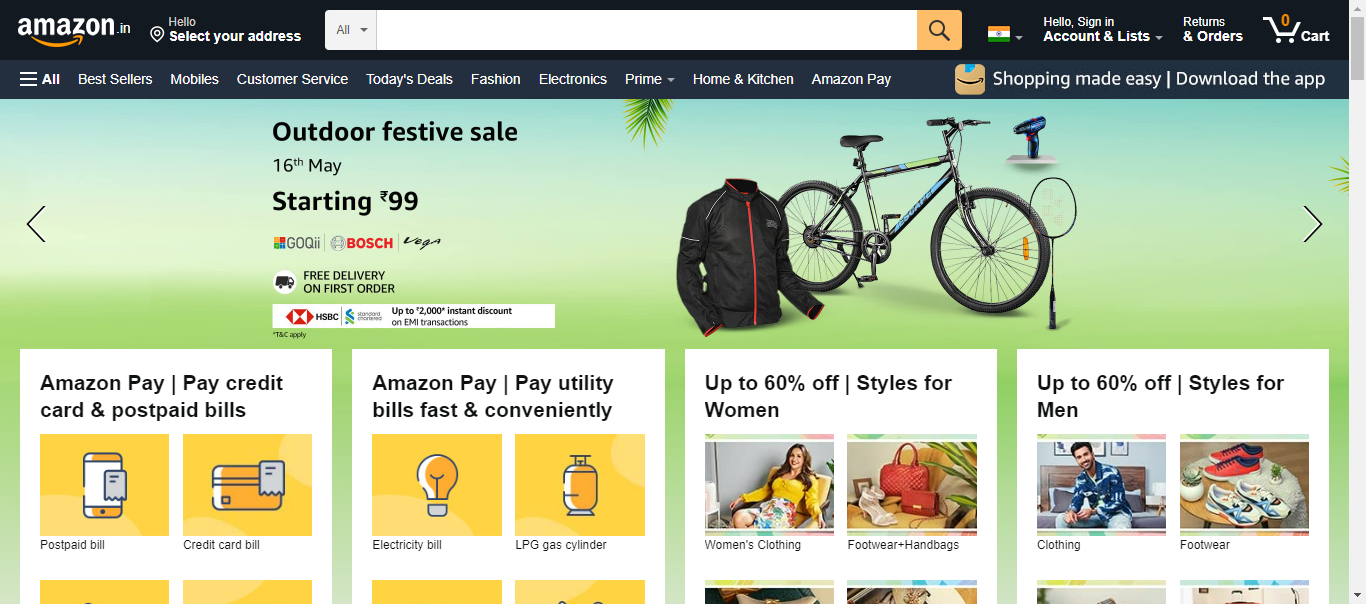 amazon.in
Hello
Select your address
All
Hello, Sign in
Account & Lists
Returns
& Orders
0
Cart
All
Best Sellers
Mobiles
Customer Service
Today's Deals
Fashion
Electronics
Prime
Home & Kitchen
Amazon Pay
Shopping made easy | Download the app
Outdoor festive sale
16th May
Starting ₹99
GOQii
BOSCH
Vega
FREE DELIVERY
ON FIRST ORDER
HSBC
standard
chartered
Up to ₹2,000* instant discount
on EMI transactions
*T&C apply
ESCAPE
Amazon Pay | Pay credit
card & postpaid bills
Postpaid bill
Credit card bill
Amazon Pay | Pay utility
bills fast & conveniently
Electricity bill
LPG gas cylinder
Up to 60% off | Styles for
Women
Women's Clothing
Footwear+Handbags
Up to 60% off | Styles for
Men
Clothing
Footwear